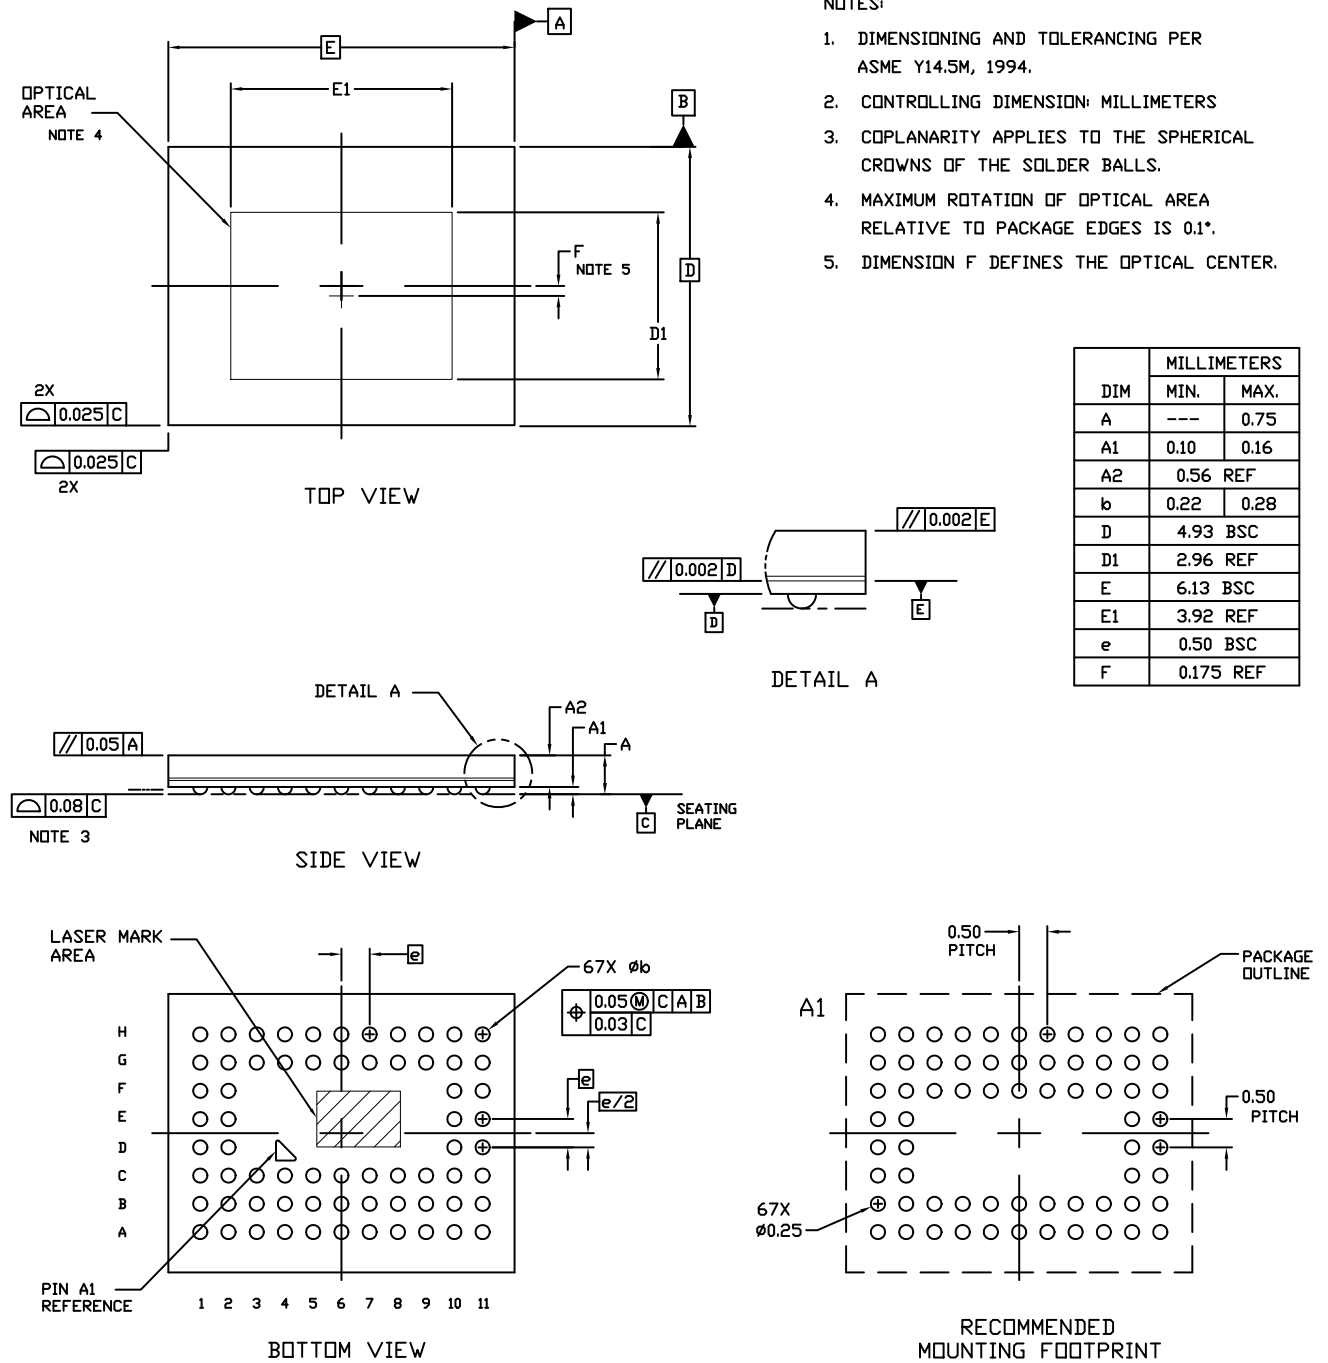 NOTES:
1. DIMENSIONING AND TOLERANCING PER
ASME Y14.5M, 1994.
2. CONTROLLING DIMENSION: MILLIMETERS
3. COPLANARITY APPLIES TO THE SPHERICAL
CROWNS OF THE SOLDER BALLS.
4. MAXIMUM ROTATION OF OPTICAL AREA
RELATIVE TO PACKAGE EDGES IS 0.1°.
5. DIMENSION F DEFINES THE OPTICAL CENTER.
A
E
E1
OPTICAL
AREA
NOTE 4
B
F
NOTE 5
D
D1
2X
0.025 C
0.025 C
2X
TOP VIEW
MILLIMETERS
DIM MIN. MAX.
A --- 0.75
A1 0.10 0.16
A2 0.56 REF
b 0.22 0.28
D 4.93 BSC
D1 2.96 REF
E 6.13 BSC
E1 3.92 REF
e 0.50 BSC
F 0.175 REF
// 0.002 E
// 0.002 D
D
E
DETAIL A
DETAIL A
A2
A1
A
// 0.05 A
0.08 C
NOTE 3
C
SEATING
PLANE
SIDE VIEW
LASER MARK
AREA
e
67X Øb
0.05 Ⓜ C A B
0.03 C
H
G
F
E
D
C
B
A
e
e/2
PIN A1
REFERENCE
1 2 3 4 5 6 7 8 9 10 11
BOTTOM VIEW
0.50
PITCH
PACKAGE
OUTLINE
A1
0.50
PITCH
67X
Ø0.25
RECOMMENDED
MOUNTING FOOTPRINT